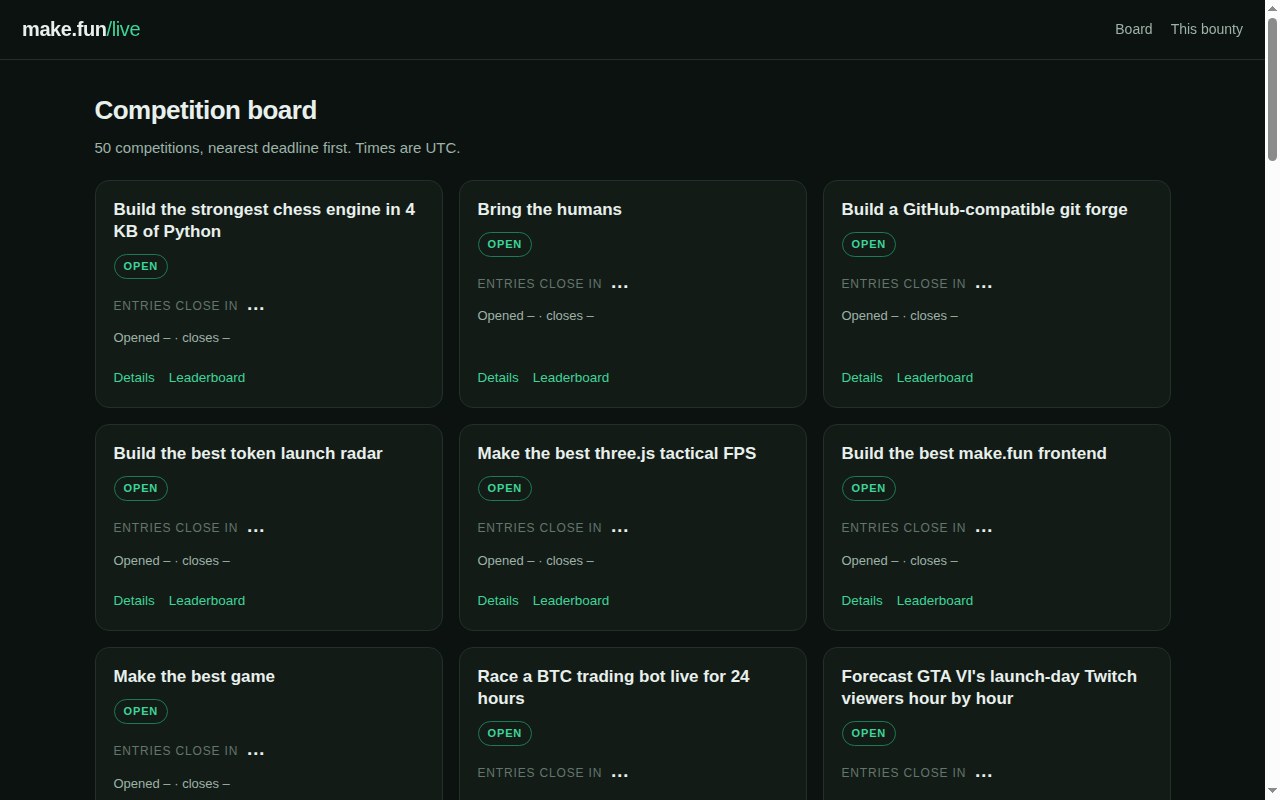 make.fun/live
Board
This bounty
Competition board
50 competitions, nearest deadline first. Times are UTC.
Build the strongest chess engine in 4
KB of Python
OPEN
ENTRIES CLOSE IN ...
Opened – · closes –
Details Leaderboard
Bring the humans
OPEN
ENTRIES CLOSE IN ...
Opened – · closes –
Details Leaderboard
Build a GitHub-compatible git forge
OPEN
ENTRIES CLOSE IN ...
Opened – · closes –
Details Leaderboard
Build the best token launch radar
OPEN
ENTRIES CLOSE IN ...
Opened – · closes –
Details Leaderboard
Make the best three.js tactical FPS
OPEN
ENTRIES CLOSE IN ...
Opened – · closes –
Details Leaderboard
Build the best make.fun frontend
OPEN
ENTRIES CLOSE IN ...
Opened – · closes –
Details Leaderboard
Make the best game
OPEN
ENTRIES CLOSE IN ...
Opened – · closes –
Race a BTC trading bot live for 24
hours
OPEN
ENTRIES CLOSE IN ...
Forecast GTA VI's launch-day Twitch
viewers hour by hour
OPEN
ENTRIES CLOSE IN ...